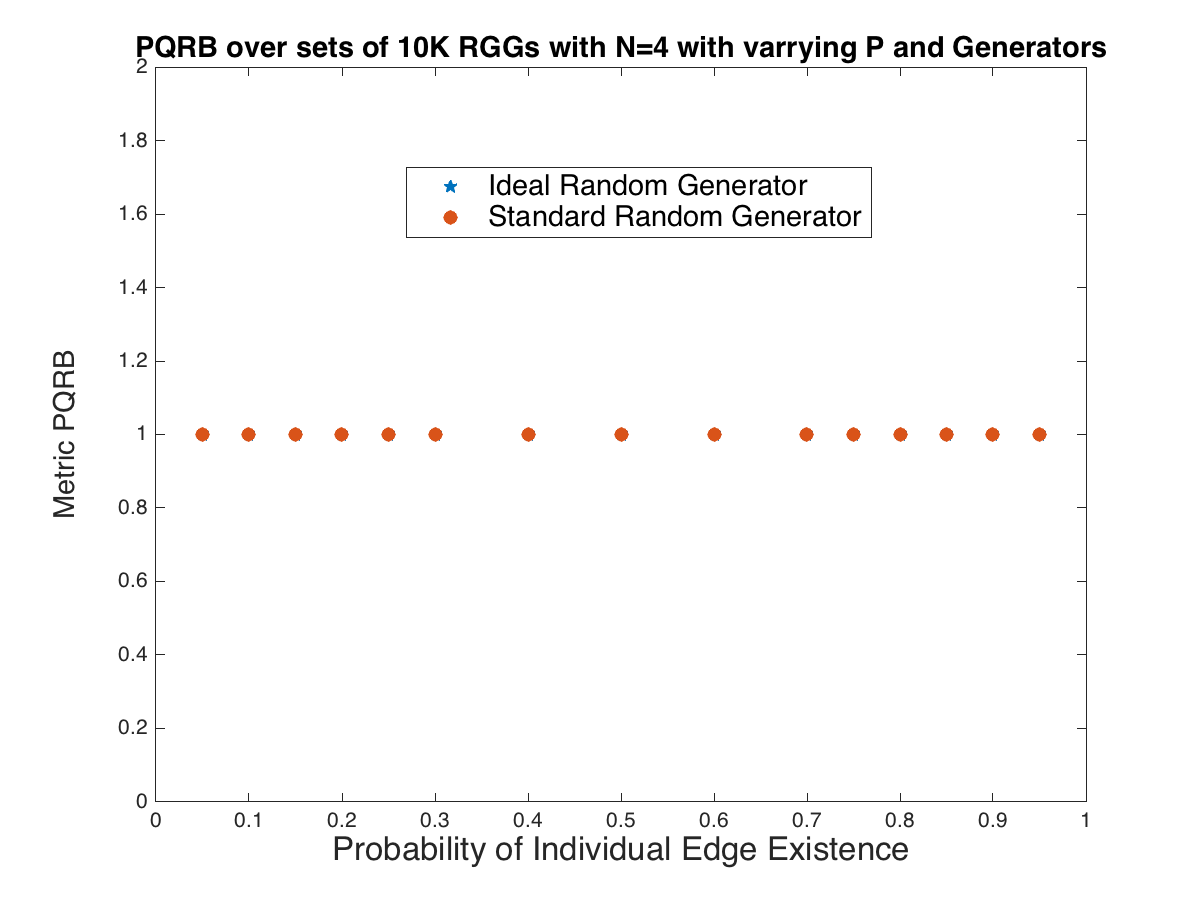 PQRB over sets of 10K RGGs with N=4 with varrying P and Generators
2
1.8
1.6
1.4
1.2
1
0.8
0.6
0.4
0.2
0
Ideal Random Generator
Standard Random Generator
Metric PQRB
0 0.1 0.2 0.3 0.4 0.5 0.6 0.7 0.8 0.9 1
Probability of Individual Edge Existence